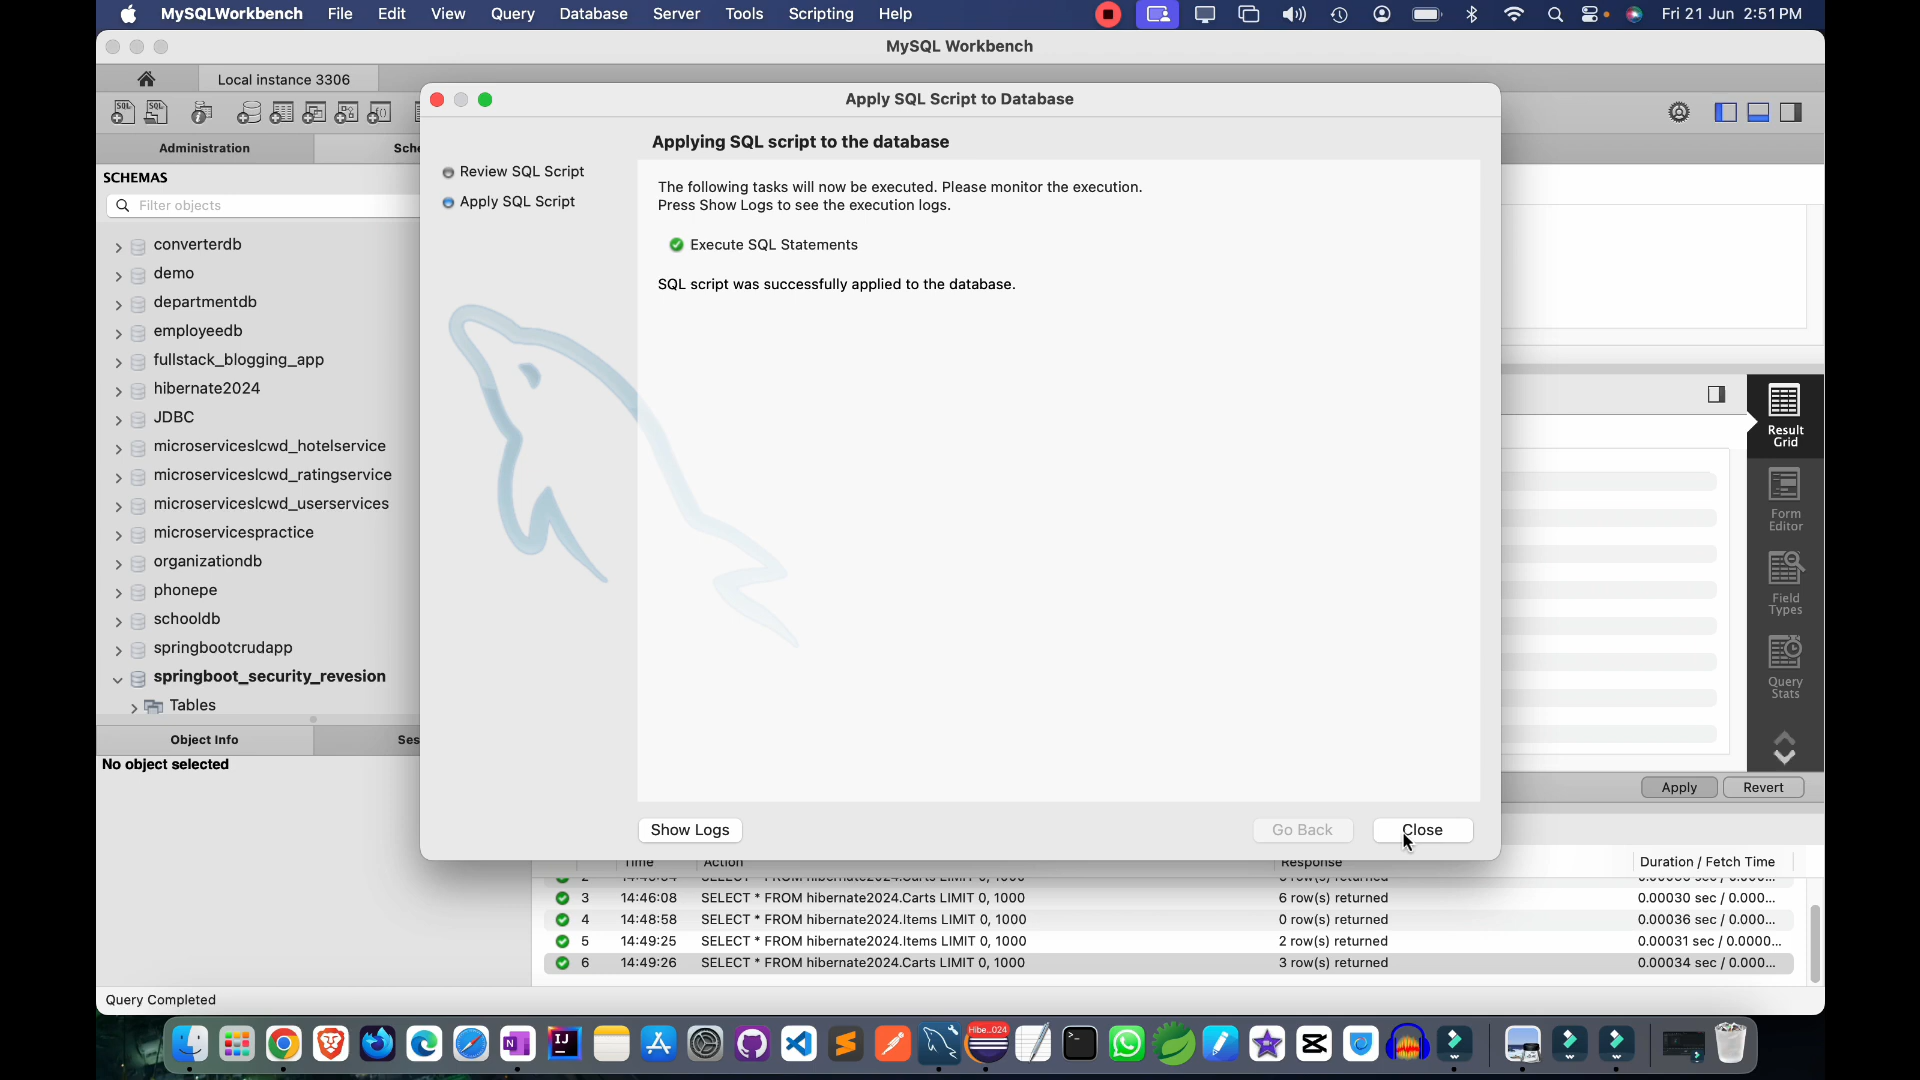 MySQLWorkbench File Edit View Query Database Server Tools Scripting Help Fri 21 Jun 2:51 PM
MySQL Workbench
Local instance 3306
Apply SQL Script to Database
Administration
Sche
Applying SQL script to the database
SCHEMAS
Filter objects
Review SQL Script
Apply SQL Script
The following tasks will now be executed. Please monitor the execution.
Press Show Logs to see the execution logs.
Execute SQL Statements
SQL script was successfully applied to the database.
converterdb
demo
departmentdb
employeedb
fullstack_blogging_app
hibernate2024
JDBC
microserviceslcwd_hotelservice
microserviceslcwd_ratingservice
microserviceslcwd_userservices
microservicespractice
organizationdb
phonepe
schooldb
springbootcrudapp
springboot_security_revesion
Tables
Object Info
Ses
No object selected
Result Grid
Form Editor
Field Types
Query Stats
Apply Revert
Show Logs Go Back Close
Time Action Response Duration / Fetch Time
3 14:46:08 SELECT * FROM hibernate2024.Carts LIMIT 0, 1000 6 row(s) returned 0.00030 sec / 0.000...
4 14:48:58 SELECT * FROM hibernate2024.Items LIMIT 0, 1000 0 row(s) returned 0.00036 sec / 0.000...
5 14:49:25 SELECT * FROM hibernate2024.Items LIMIT 0, 1000 2 row(s) returned 0.00031 sec / 0.0000...
6 14:49:26 SELECT * FROM hibernate2024.Carts LIMIT 0, 1000 3 row(s) returned 0.00034 sec / 0.000...
Query Completed
Hibe...024